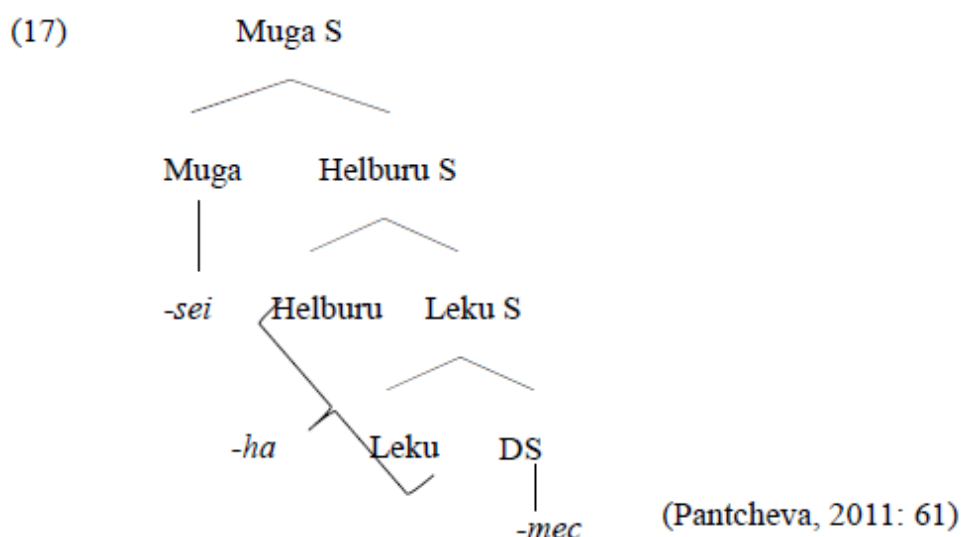 (17) Muga S
Muga Helburu S
-sei Helburu Leku S
-ha Leku DS
-mec (Pantcheva, 2011: 61)